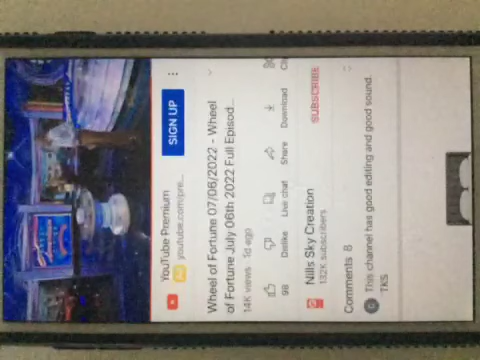 YouTube Premium
Ad youtube.com/pre...
SIGN UP
Wheel of Fortune 07/06/2022 - Wheel
of Fortune July 06th 2022 Full Episod...
14K views 1d ago
98
Dislike
Live chat
Share
Download
Cli
Nills Sky Creation
132K subscribers
SUBSCRIBE
Comments 8
This channel has good editing and good sound.
TKS